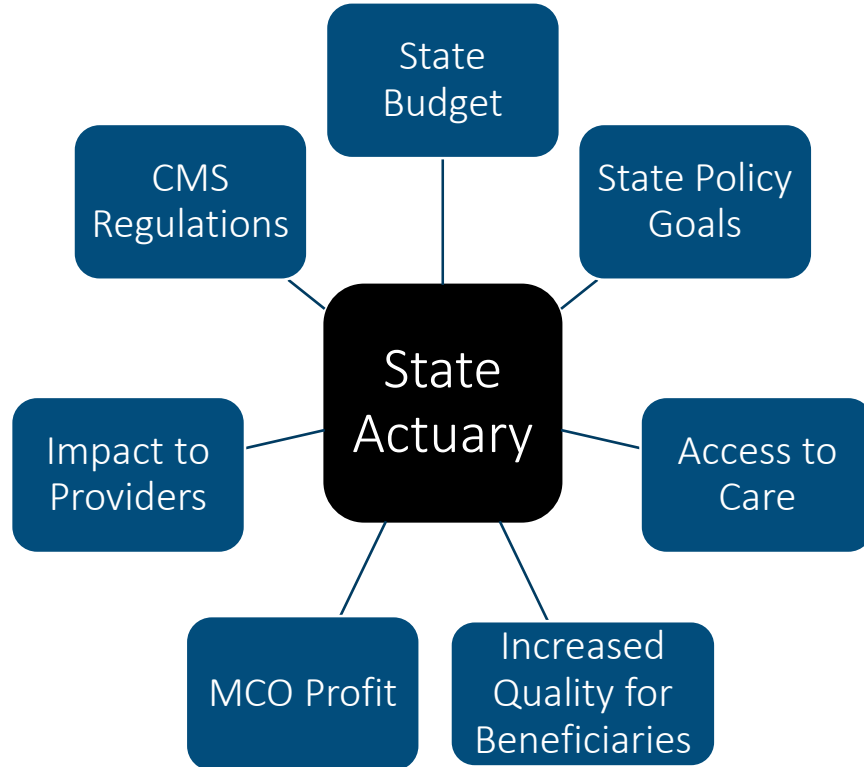 State
Budget
CMS
Regulations
State Policy
Goals
State
Actuary
Impact to
Providers
Access to
Care
MCO Profit
Increased
Quality for
Beneficiaries